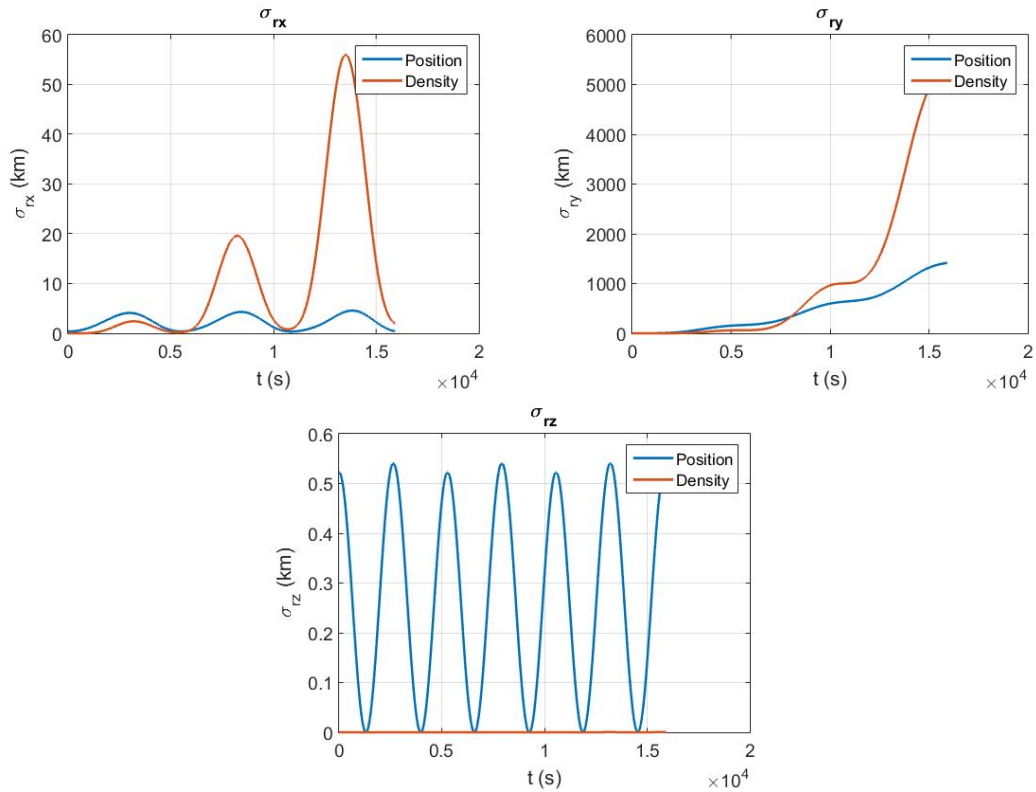 σrx
60
50
40
30
20
10
0
σrx (km)
0 0.5 1 1.5 2
t (s)
×10^4
Position
Density
σry
6000
5000
4000
3000
2000
1000
0
σry (km)
0 0.5 1 1.5 2
t (s)
×10^4
Position
Density
σrz
0.6
0.5
0.4
0.3
0.2
0.1
0
σrz (km)
0 0.5 1 1.5 2
t (s)
×10^4
Position
Density